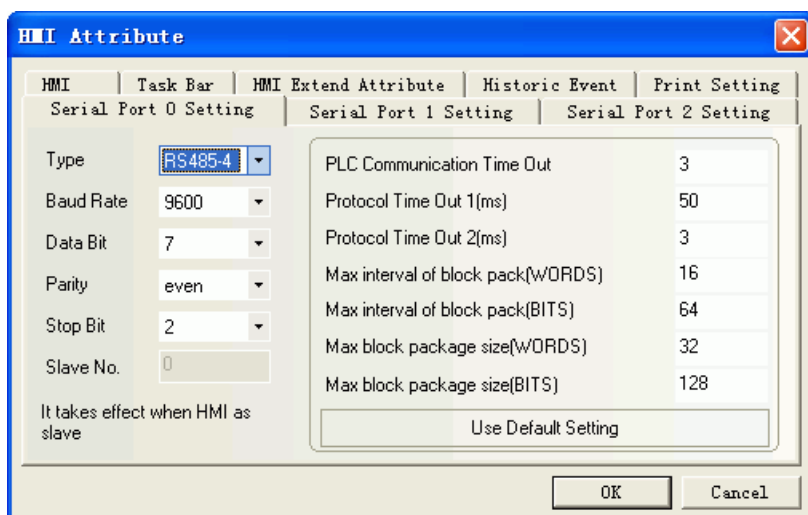 HMI Attribute
HMI
Task Bar
HMI Extend Attribute
Historic Event
Print Setting
Serial Port 0 Setting
Serial Port 1 Setting
Serial Port 2 Setting
Type
RS485-4
Baud Rate
9600
Data Bit
7
Parity
even
Stop Bit
2
Slave No.
0
It takes effect when HMI as
slave
PLC Communication Time Out
3
Protocol Time Out 1(ms)
50
Protocol Time Out 2(ms)
3
Max interval of block pack(WORDS)
16
Max interval of block pack(BITS)
64
Max block package size(WORDS)
32
Max block package size(BITS)
128
Use Default Setting
OK
Cancel